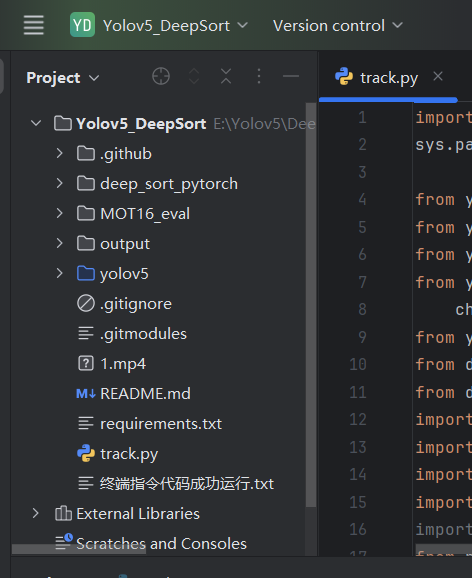 YD Yolov5_DeepSort Version control
Project track.py
Yolov5_DeepSort E:\Yolov5\Dee
.github
deep_sort_pytorch
MOT16_eval
output
yolov5
.gitignore
.gitmodules
1.mp4
M↓ README.md
requirements.txt
track.py
终端指令代码成功运行.txt
External Libraries
Scratches and Consoles
1 import
2 sys.pa
3
4 from y
5 from y
6 from y
7 from y
8 ch
9 from y
10 from d
11 from d
12 import
13 import
14 import
15 import
16 import
17 from